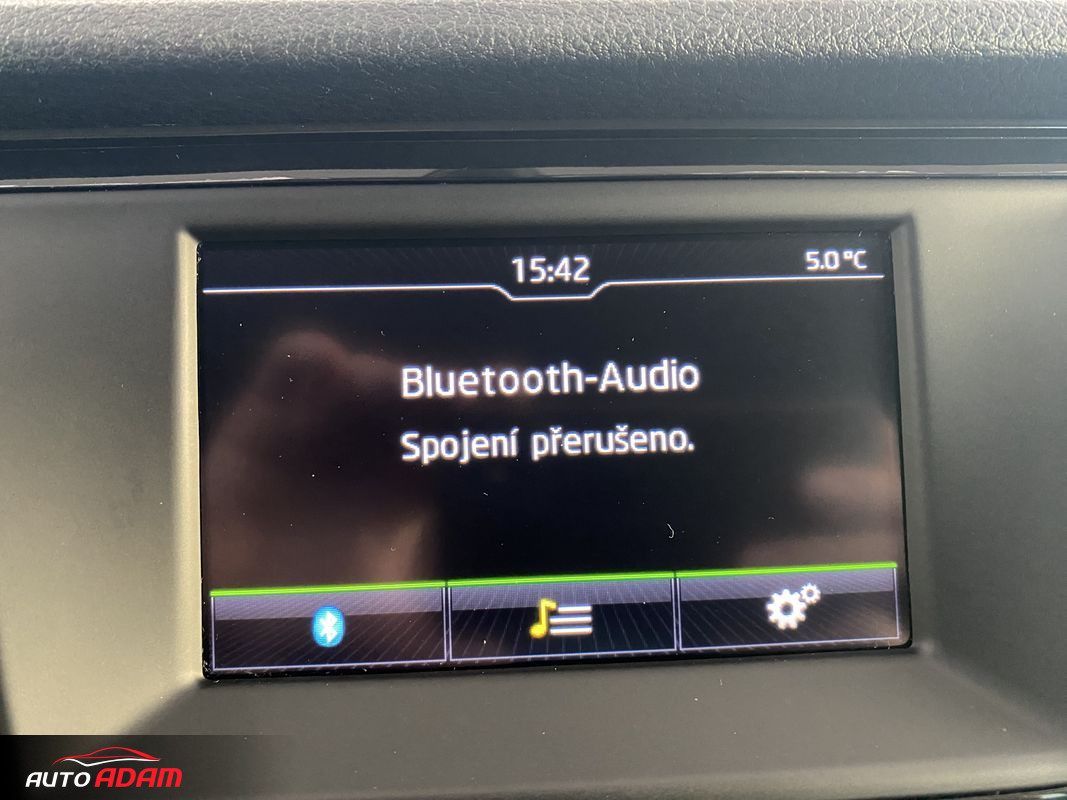 15:42
5.0 °C
Bluetooth-Audio
Spojení přerušeno.
AUTO ADAM